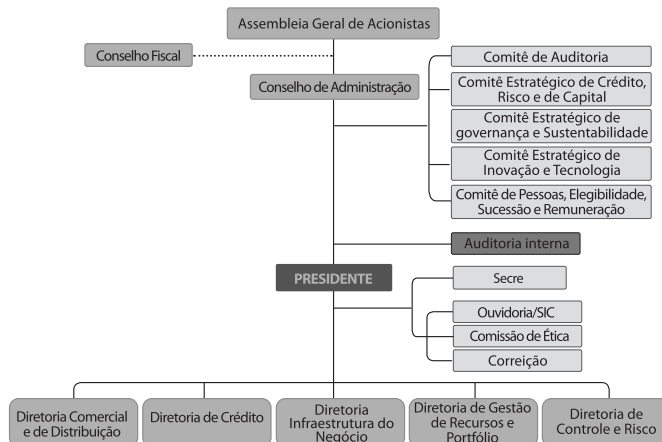 Assembleia Geral de Acionistas
Conselho Fiscal
Conselho de Administração
Comitê de Auditoria
Comitê Estratégico de Crédito,
Risco e de Capital
Comitê Estratégico de
governança e Sustentabilidade
Comitê Estratégico de
Inovação e Tecnologia
Comitê de Pessoas, Elegibilidade,
Sucessão e Remuneração
Auditoria interna
PRESIDENTE
Secre
Ouvidoria/SIC
Comissão de Ética
Correição
Diretoria Comercial
e de Distribuição
Diretoria de Crédito
Diretoria
Infraestrutura do
Negócio
Diretoria de Gestão
de Recursos e
Portfólio
Diretoria de
Controle e Risco